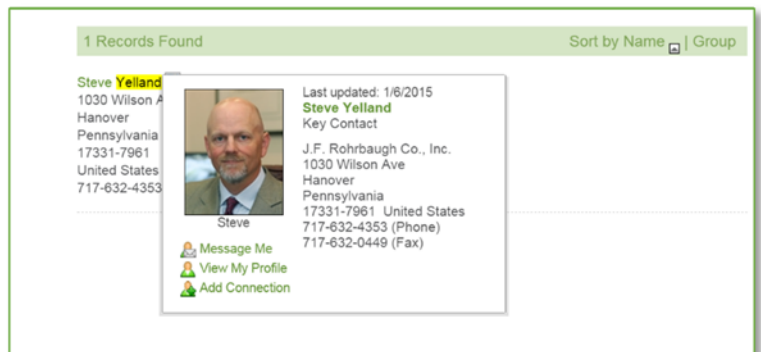 1 Records Found
Sort by Name | Group
Steve Yelland
1030 Wilson A
Hanover
Pennsylvania
17331-7961
United States
717-632-4353
Steve
Message Me
View My Profile
Add Connection
Last updated: 1/6/2015
Steve Yelland
Key Contact
J.F. Rohrbaugh Co., Inc.
1030 Wilson Ave
Hanover
Pennsylvania
17331-7961 United States
717-632-4353 (Phone)
717-632-0449 (Fax)